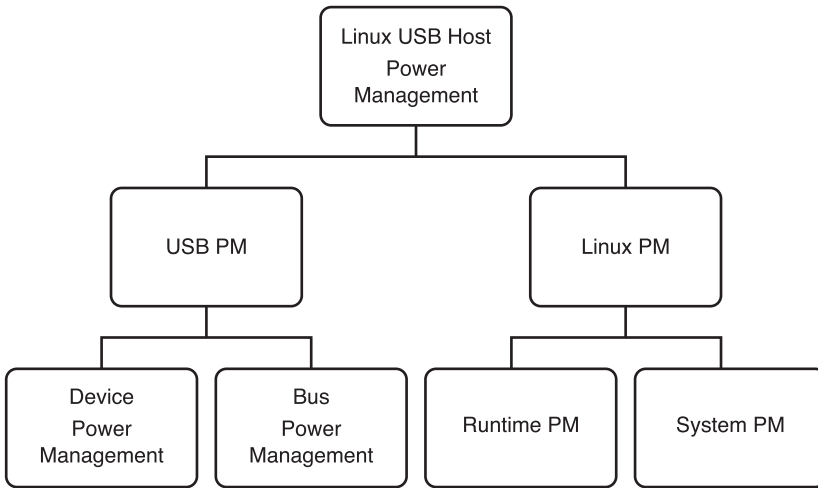 Linux USB Host
Power
Management
USB PM
Linux PM
Device
Power
Management
Bus
Power
Management
Runtime PM
System PM